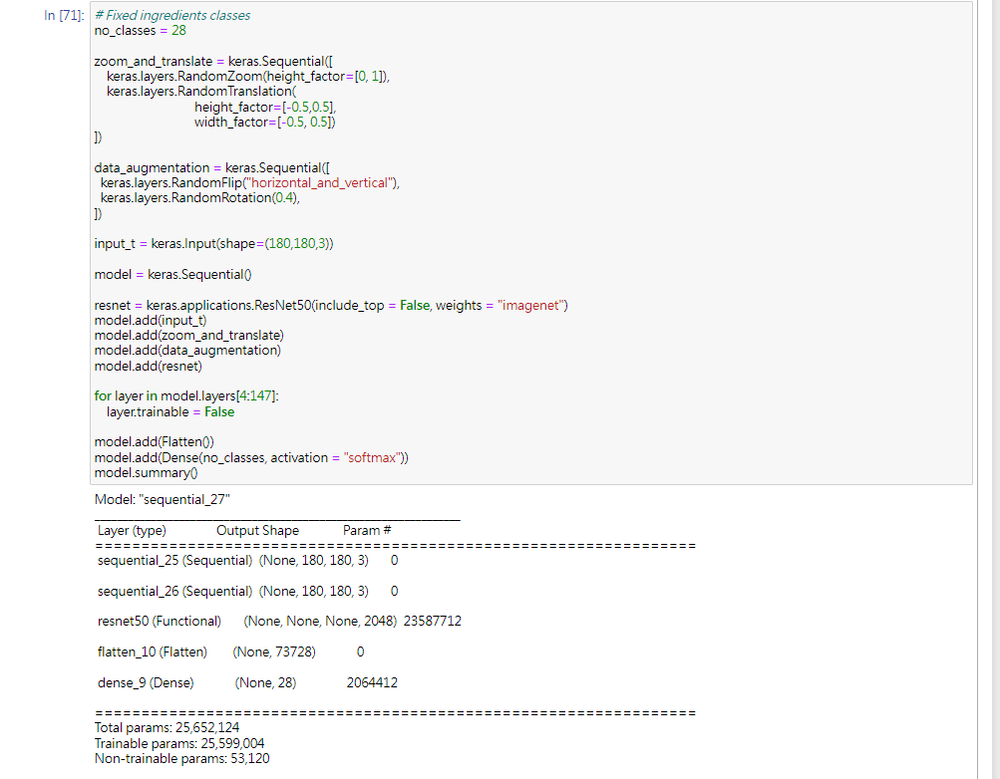 In [71]: # Fixed ingredients classes
no_classes = 28
zoom_and_translate = keras.Sequential([
keras.layers.RandomZoom(height_factor=[0, 1]),
keras.layers.RandomTranslation(
height_factor=[-0.5,0.5],
width_factor=[-0.5, 0.5])
])
data_augmentation = keras.Sequential([
keras.layers.RandomFlip("horizontal_and_vertical"),
keras.layers.RandomRotation(0.4),
])
input_t = keras.Input(shape=(180,180,3))
model = keras.Sequential()
resnet = keras.applications.ResNet50(include_top = False, weights = "imagenet")
model.add(input_t)
model.add(zoom_and_translate)
model.add(data_augmentation)
model.add(resnet)
for layer in model.layers[4:147]:
layer.trainable = False
model.add(Flatten())
model.add(Dense(no_classes, activation = "softmax"))
model.summary()
Model: "sequential_27"
_________________________________________________________________
Layer (type) Output Shape Param #
=================================================================
sequential_25 (Sequential) (None, 180, 180, 3) 0
sequential_26 (Sequential) (None, 180, 180, 3) 0
resnet50 (Functional) (None, None, None, 2048) 23587712
flatten_10 (Flatten) (None, 73728) 0
dense_9 (Dense) (None, 28) 2064412
=================================================================
Total params: 25,652,124
Trainable params: 25,599,004
Non-trainable params: 53,120